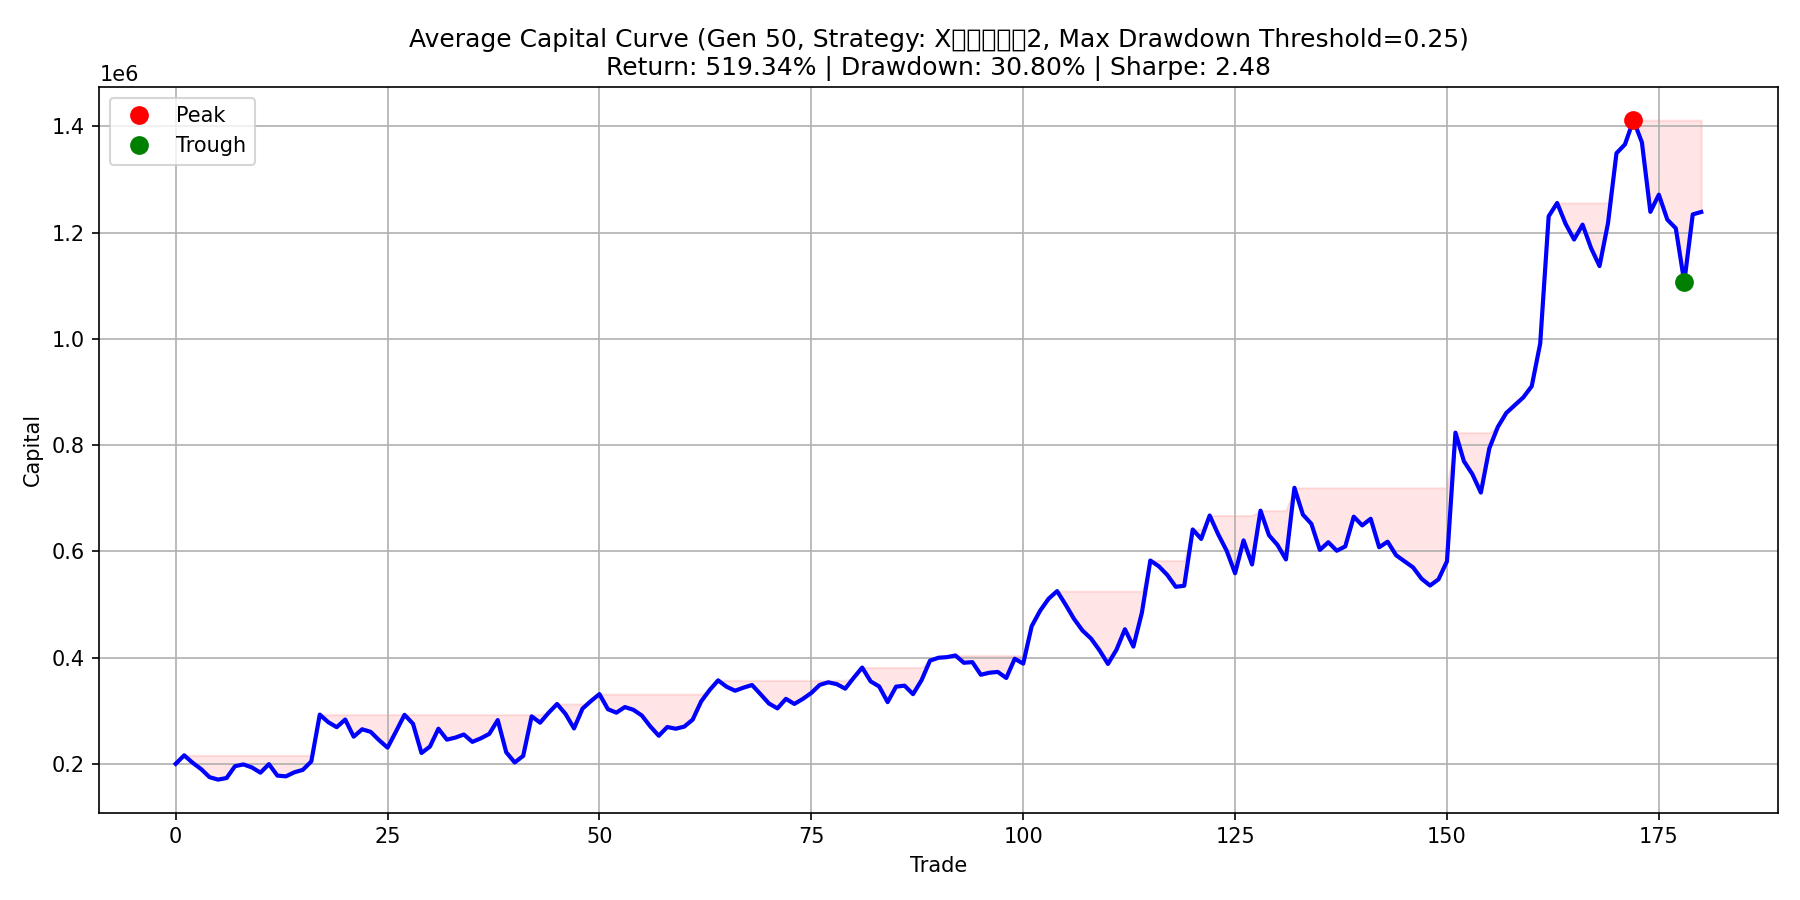 Average Capital Curve (Gen 50, Strategy: X□□□□□2, Max Drawdown Threshold=0.25)
Return: 519.34% | Drawdown: 30.80% | Sharpe: 2.48
1e6
Peak
Trough
1.4
1.2
1.0
0.8
0.6
0.4
0.2
Capital
0 25 50 75 100 125 150 175
Trade